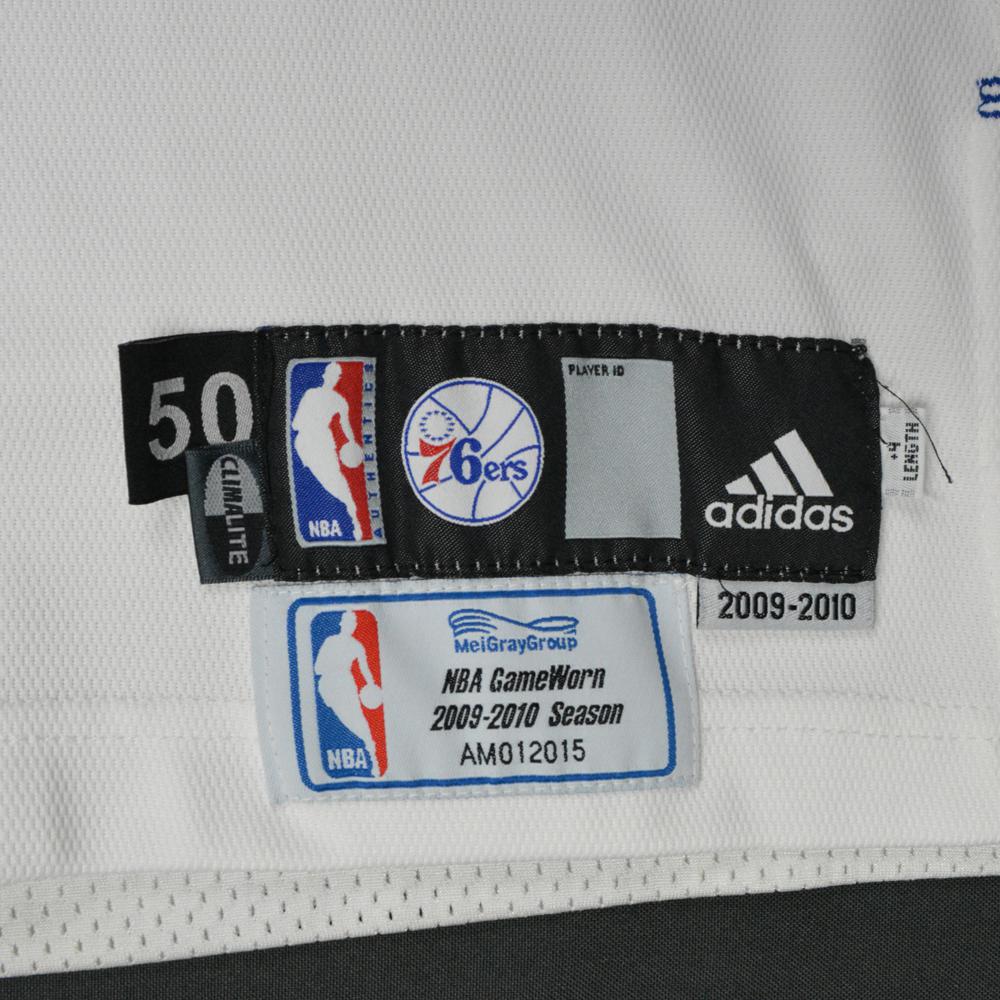 50
CLIMALITE
NBA
AUTHENTICS
76ers
PLAYER ID
adidas
+4
LENGTH
2009-2010
MeiGrayGroup
NBA GameWorn
2009-2010 Season
AM012015
NBA